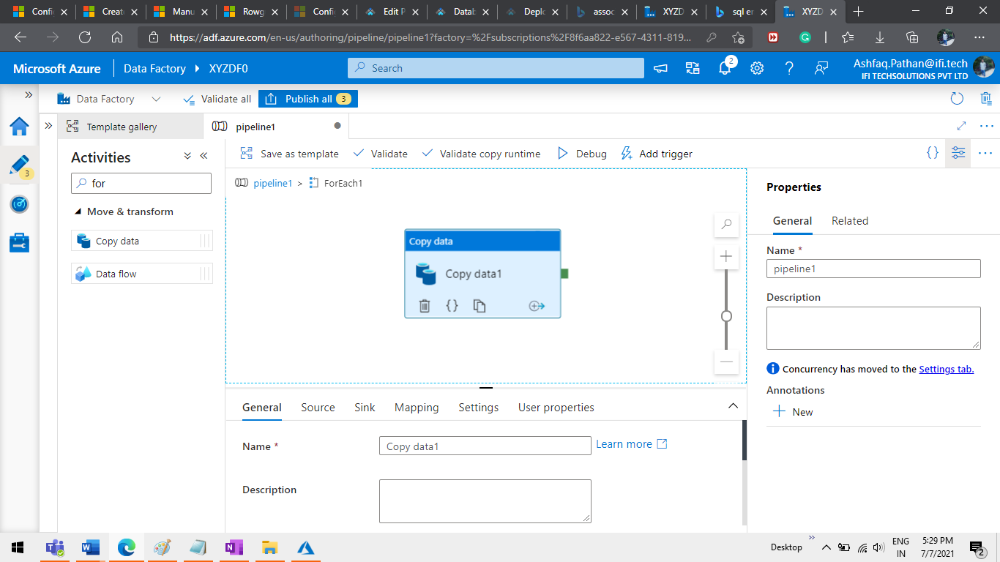 Confi
Create
Manu
Rowg
Config
Edit P
Datab
Deplo
assoc
XYZD
sql er
XYZD
https://adf.azure.com/en-us/authoring/pipeline/pipeline1?factory=%2Fsubscriptions%2F8f6aa822-e567-4311-819...
Microsoft Azure Data Factory XYZDF0 Search 2 Ashfaq.Pathan@ifi.tech
IFI TECHSOLUTIONS PVT LTD
Data Factory Validate all Publish all 3
Template gallery pipeline1
3
Activities
for
Move & transform
Copy data
Data flow
Save as template Validate Validate copy runtime Debug Add trigger
pipeline1 > ForEach1
Copy data
Copy data1
General Source Sink Mapping Settings User properties
Name * Copy data1 Learn more
Description
Properties
General Related
Name *
pipeline1
Description
Concurrency has moved to the Settings tab.
Annotations
New
Desktop
ENG
IN
5:29 PM
7/7/2021
2